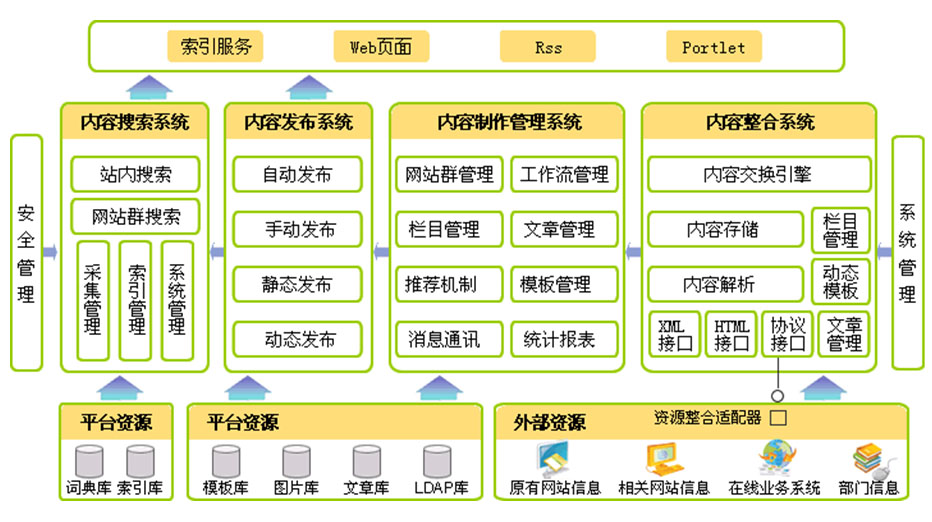 索引服务
Web页面
Rss
Portlet
安全管理
内容搜索系统
站内搜索
网站群搜索
采集管理
索引管理
系统管理
内容发布系统
自动发布
手动发布
静态发布
动态发布
内容制作管理系统
网站群管理
工作流管理
栏目管理
文章管理
推荐机制
模板管理
消息通讯
统计报表
内容整合系统
内容交换引擎
内容存储
栏目
管理
内容解析
动态
模板
XML
接口
HTML
接口
协议
接口
文章
管理
系统管理
平台资源
词典库
索引库
平台资源
模板库
图片库
文章库
LDAP库
外部资源
资源整合适配器
原有网站信息
相关网站信息
在线业务系统
部门信息